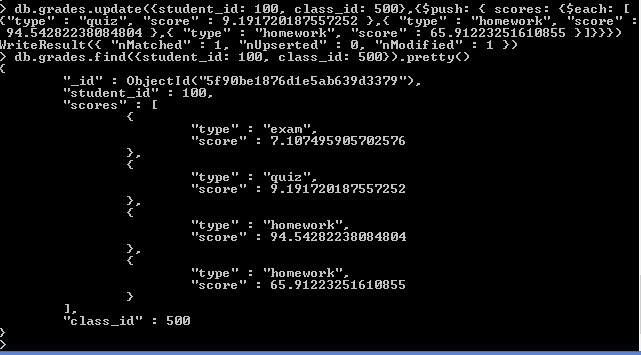 > db.grades.update({student_id: 100, class_id: 500},{$push: { scores: {$each: [
{"type" : "quiz", "score" : 9.191720187557252 },{ "type" : "homework", "score" :
 94.54282238084804 },{ "type" : "homework", "score" : 65.91223251610855 }]}}})
WriteResult({ "nMatched" : 1, "nUpserted" : 0, "nModified" : 1 })
> db.grades.find({student_id: 100, class_id: 500}).pretty()
{
        "_id" : ObjectId("5f90be1876d1e5ab639d3379"),
        "student_id" : 100,
        "scores" : [
                {
                        "type" : "exam",
                        "score" : 7.107495905702576
                },
                {
                        "type" : "quiz",
                        "score" : 9.191720187557252
                },
                {
                        "type" : "homework",
                        "score" : 94.54282238084804
                },
                {
                        "type" : "homework",
                        "score" : 65.91223251610855
                }
        ],
        "class_id" : 500
}
>